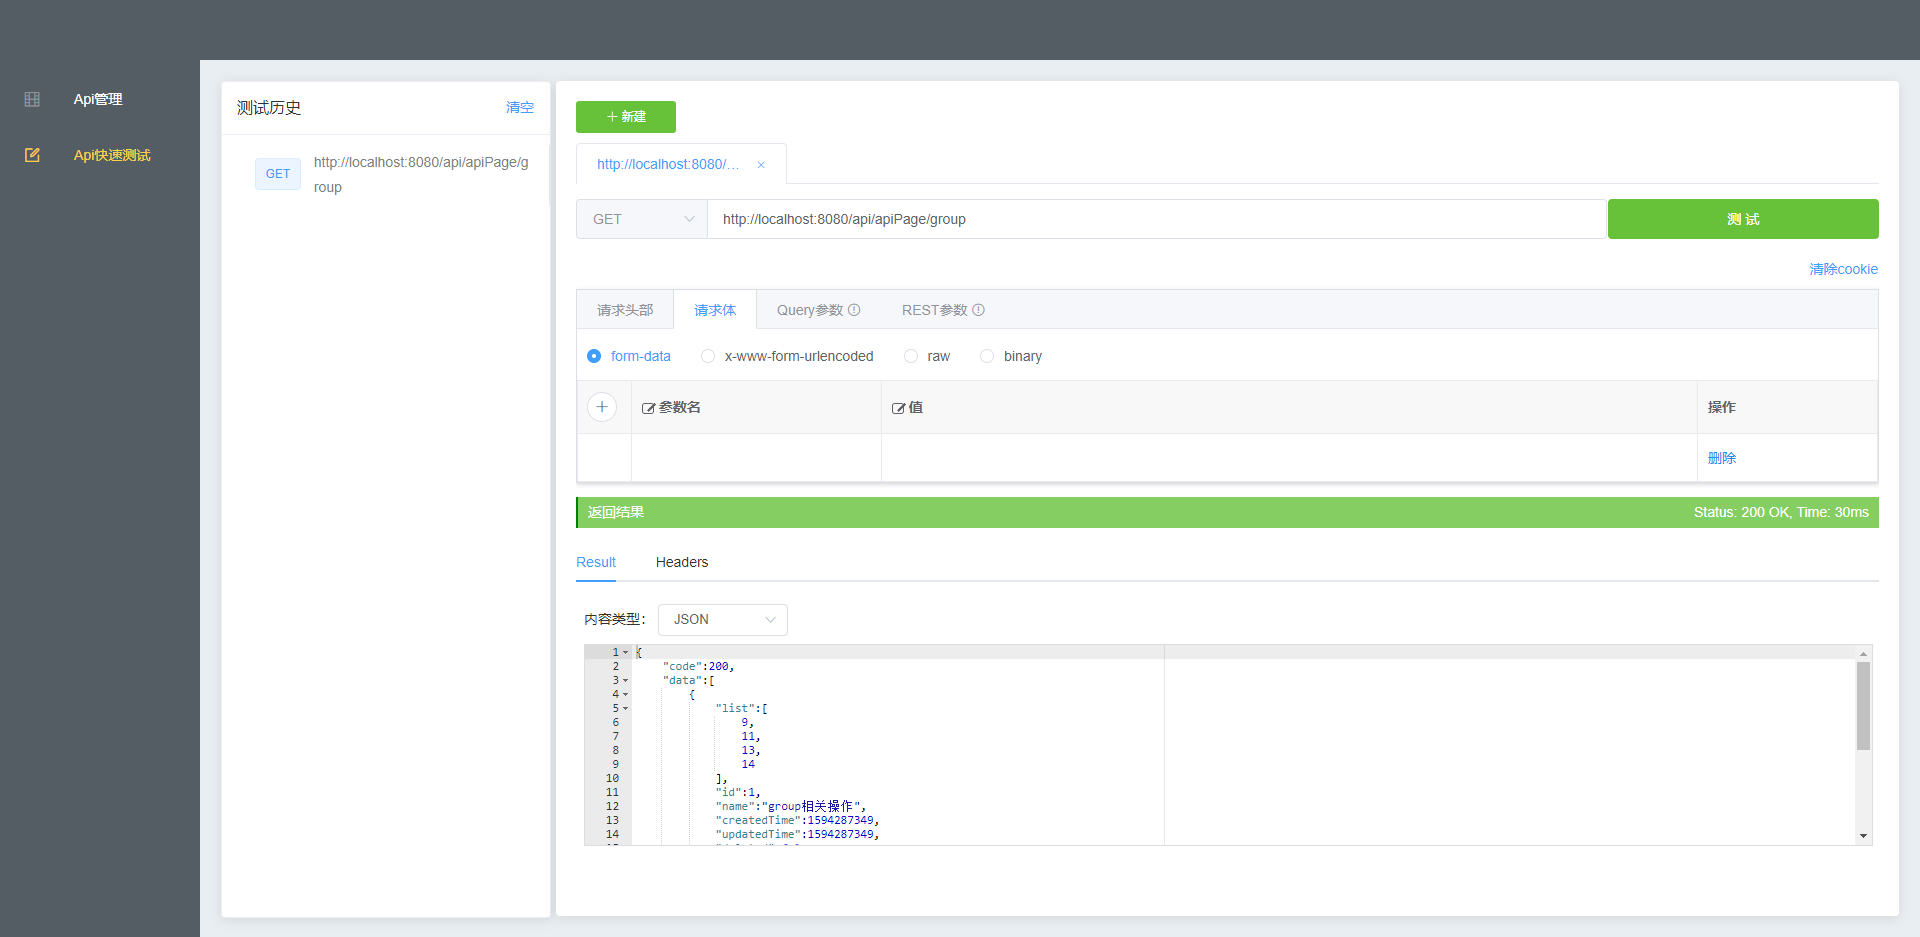 Api管理
Api快速测试
测试历史
清空
GET
http://localhost:8080/api/apiPage/g
roup
新建
http://localhost:8080/...
GET
http://localhost:8080/api/apiPage/group
测 试
清除cookie
请求头部
请求体
Query参数
REST参数
form-data
x-www-form-urlencoded
raw
binary
参数名
值
操作
删除
返回结果
Status: 200 OK, Time: 30ms
Result
Headers
内容类型：
JSON
1 {
2 "code":200,
3 "data":[
4 {
5 "list":[
6 9,
7 11,
8 13,
9 14
10 ],
11 "id":1,
12 "name":"group相关操作",
13 "createdTime":1594287349,
14 "updatedTime":1594287349,